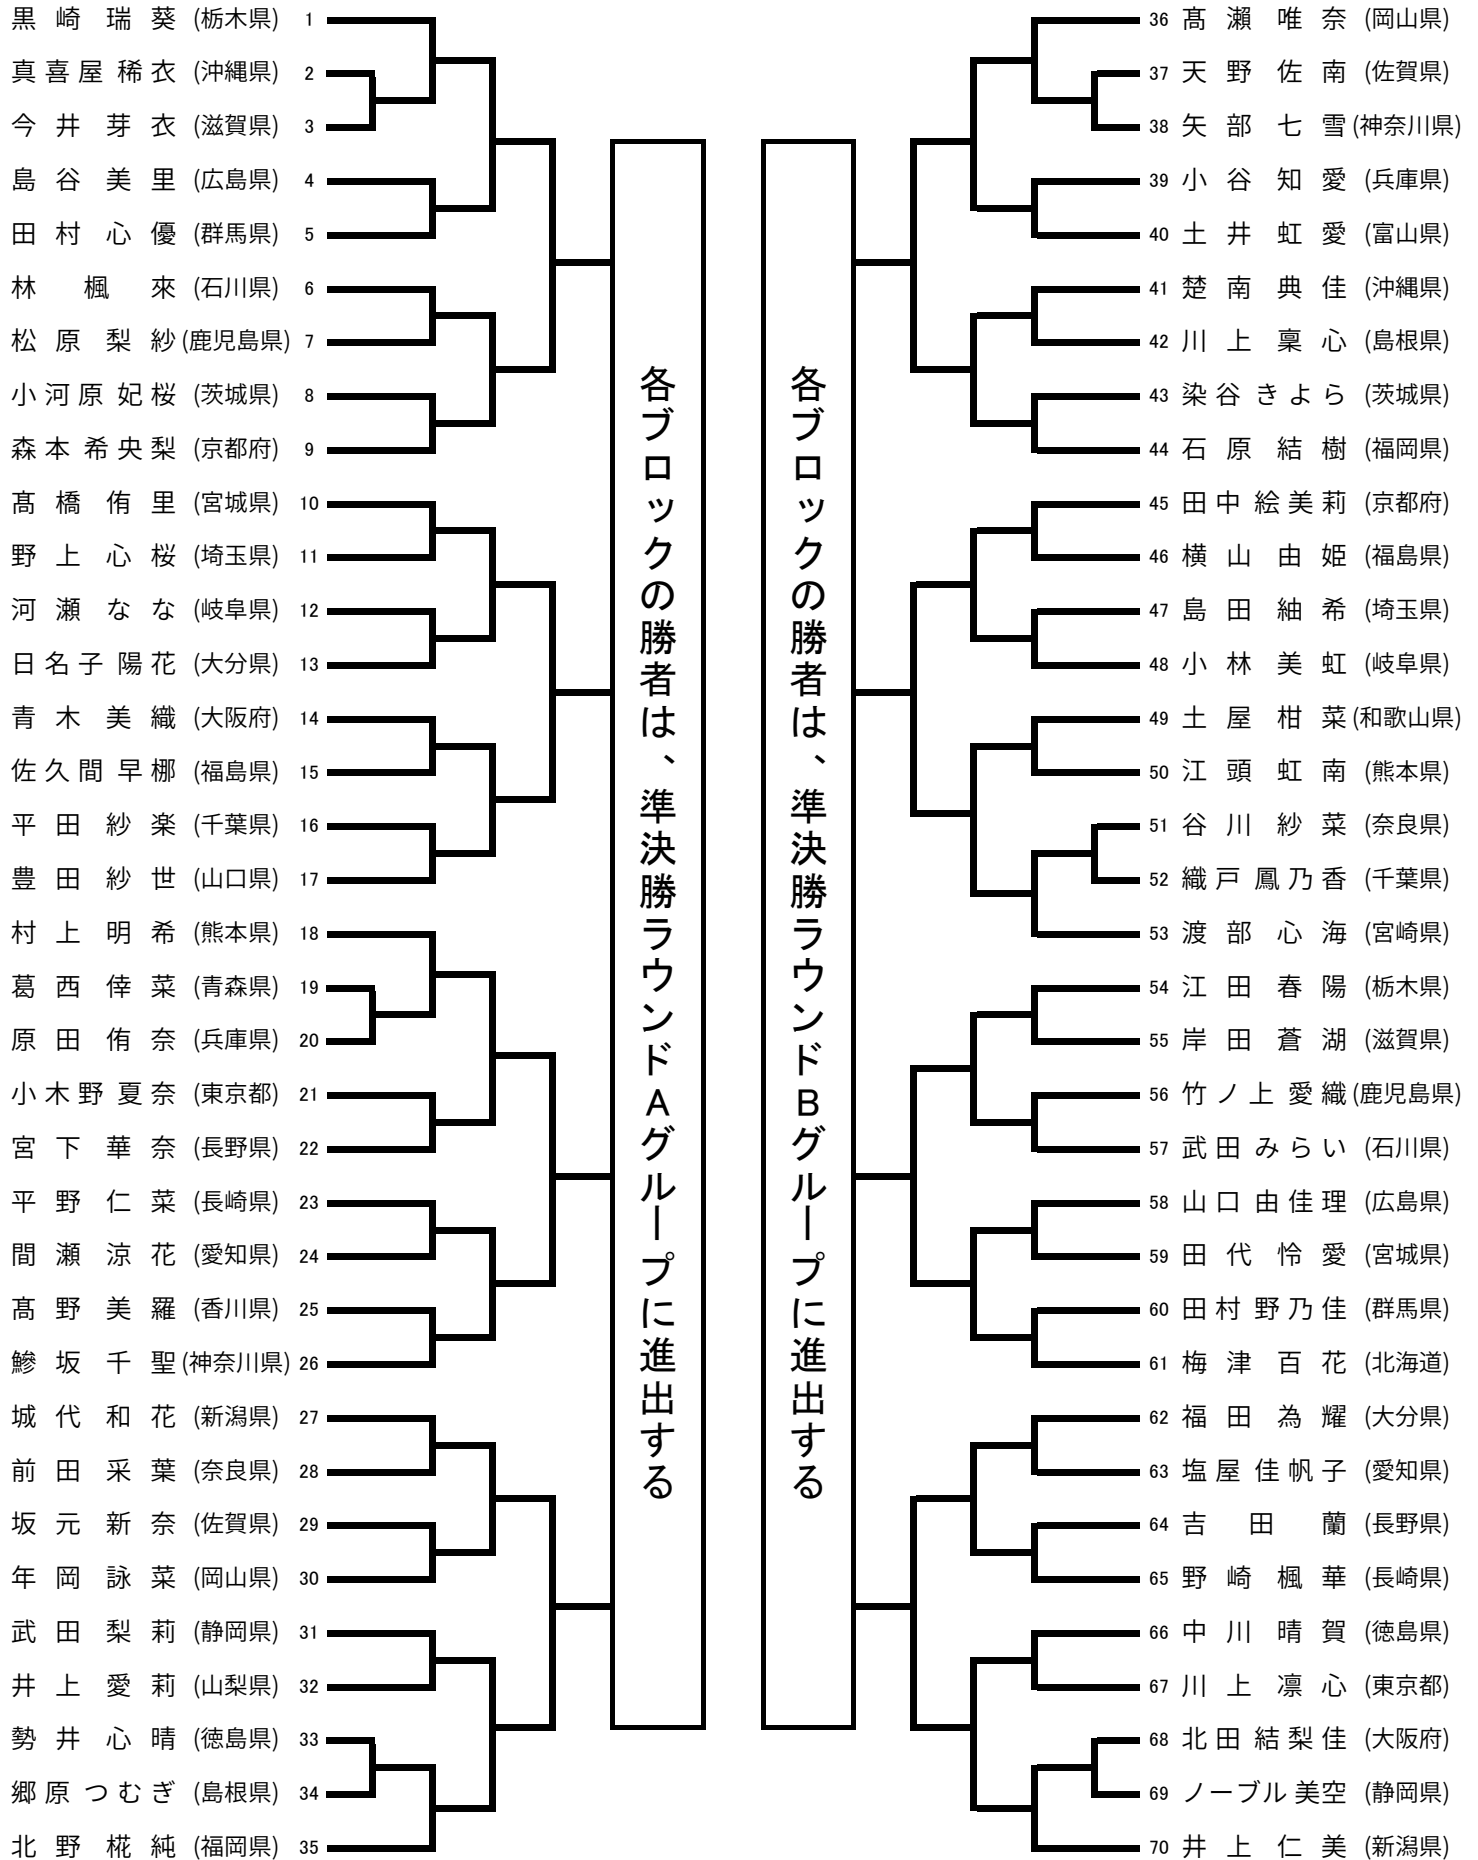 黒崎 瑞葵 (栃木県) 1
真喜屋 稀衣 (沖縄県) 2
今井 芽衣 (滋賀県) 3
島谷 美里 (広島県) 4
田村 心優 (群馬県) 5
林 楓來 (石川県) 6
松原 梨紗 (鹿児島県) 7
小河原 妃桜 (茨城県) 8
森本 希央梨 (京都府) 9
髙橋 侑里 (宮城県) 10
野上 心桜 (埼玉県) 11
河瀬 なな (岐阜県) 12
日名子 陽花 (大分県) 13
青木 美織 (大阪府) 14
佐久間 早梛 (福島県) 15
平田 紗楽 (千葉県) 16
豊田 紗世 (山口県) 17
村上 明希 (熊本県) 18
葛西 倖菜 (青森県) 19
原田 侑奈 (兵庫県) 20
小木野 夏奈 (東京都) 21
宮下 華奈 (長野県) 22
平野 仁菜 (長崎県) 23
間瀬 涼花 (愛知県) 24
髙野 美羅 (香川県) 25
鰺坂 千聖 (神奈川県) 26
城代 和花 (新潟県) 27
前田 采葉 (奈良県) 28
坂元 新奈 (佐賀県) 29
年岡 詠菜 (岡山県) 30
武田 梨莉 (静岡県) 31
井上 愛莉 (山梨県) 32
勢井 心晴 (徳島県) 33
郷原 つむぎ (島根県) 34
北野 椛純 (福岡県) 35
各ブロックの勝者は、準決勝ラウンドAグループに進出する
各ブロックの勝者は、準決勝ラウンドBグループに進出する
36 髙瀨 唯奈 (岡山県)
37 天野 佐南 (佐賀県)
38 矢部 七雪 (神奈川県)
39 小谷 知愛 (兵庫県)
40 土井 虹愛 (富山県)
41 楚南 典佳 (沖縄県)
42 川上 稟心 (島根県)
43 染谷 きよら (茨城県)
44 石原 結樹 (福岡県)
45 田中 絵美莉 (京都府)
46 横山 由姫 (福島県)
47 島田 紬希 (埼玉県)
48 小林 美虹 (岐阜県)
49 土屋 柑菜 (和歌山県)
50 江頭 虹南 (熊本県)
51 谷川 紗菜 (奈良県)
52 織戸 鳳乃香 (千葉県)
53 渡部 心海 (宮崎県)
54 江田 春陽 (栃木県)
55 岸田 蒼湖 (滋賀県)
56 竹ノ上 愛織 (鹿児島県)
57 武田 みらい (石川県)
58 山口 由佳理 (広島県)
59 田代 怜愛 (宮城県)
60 田村 野乃佳 (群馬県)
61 梅津 百花 (北海道)
62 福田 為耀 (大分県)
63 塩屋 佳帆子 (愛知県)
64 吉田 蘭 (長野県)
65 野崎 楓華 (長崎県)
66 中川 晴賀 (徳島県)
67 川上 凛心 (東京都)
68 北田 結梨佳 (大阪府)
69 ノーブル 美空 (静岡県)
70 井上 仁美 (新潟県)